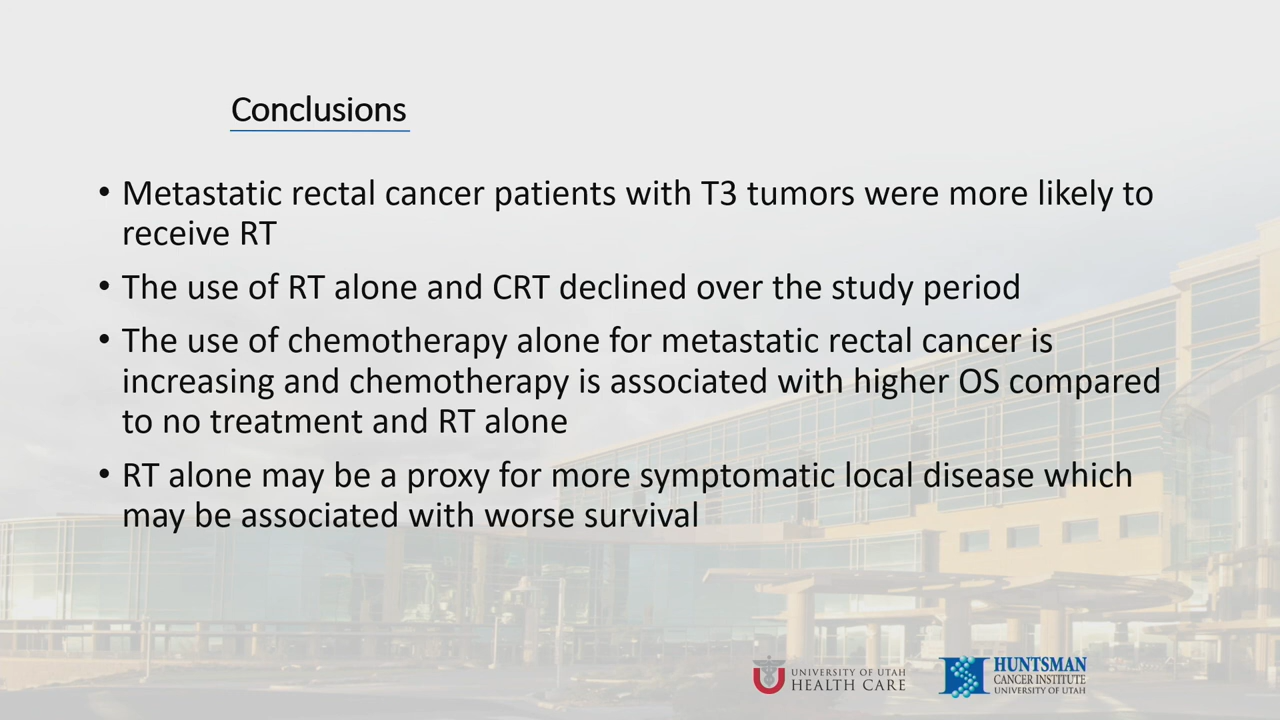 Conclusions
• Metastatic rectal cancer patients with T3 tumors were more likely to
receive RT
• The use of RT alone and CRT declined over the study period
• The use of chemotherapy alone for metastatic rectal cancer is
increasing and chemotherapy is associated with higher OS compared
to no treatment and RT alone
• RT alone may be a proxy for more symptomatic local disease which
may be associated with worse survival
UNIVERSITY OF UTAH
HEALTH CARE
HUNTSMAN
CANCER INSTITUTE
UNIVERSITY OF UTAH